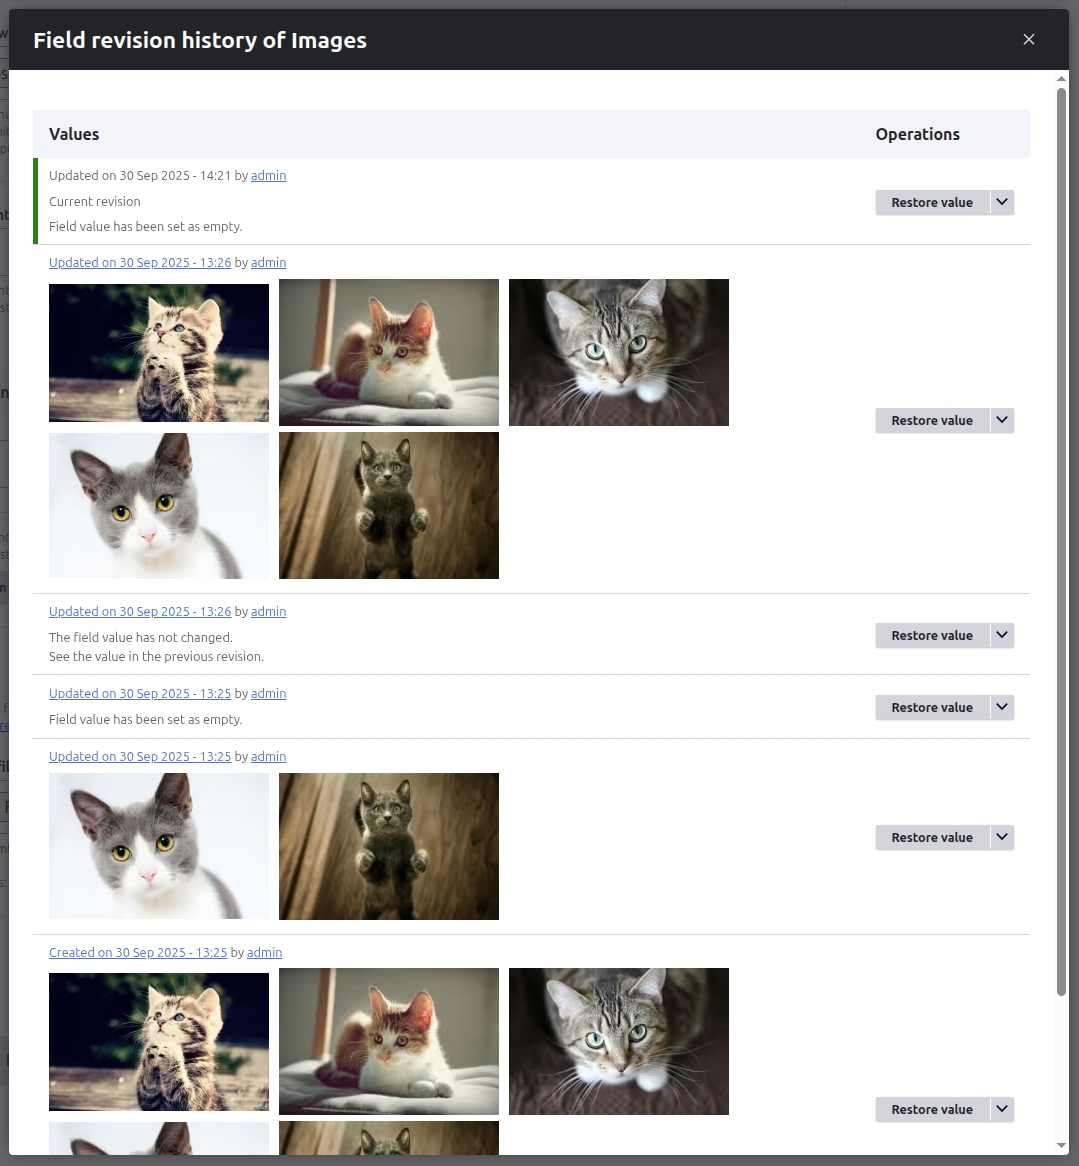 Field revision history of Images
Values
Operations
Updated on 30 Sep 2025 - 14:21 by admin
Current revision
Field value has been set as empty.
Restore value
Updated on 30 Sep 2025 - 13:26 by admin
Restore value
Updated on 30 Sep 2025 - 13:26 by admin
The field value has not changed.
See the value in the previous revision.
Restore value
Updated on 30 Sep 2025 - 13:25 by admin
Field value has been set as empty.
Restore value
Updated on 30 Sep 2025 - 13:25 by admin
Restore value
Created on 30 Sep 2025 - 13:25 by admin
Restore value